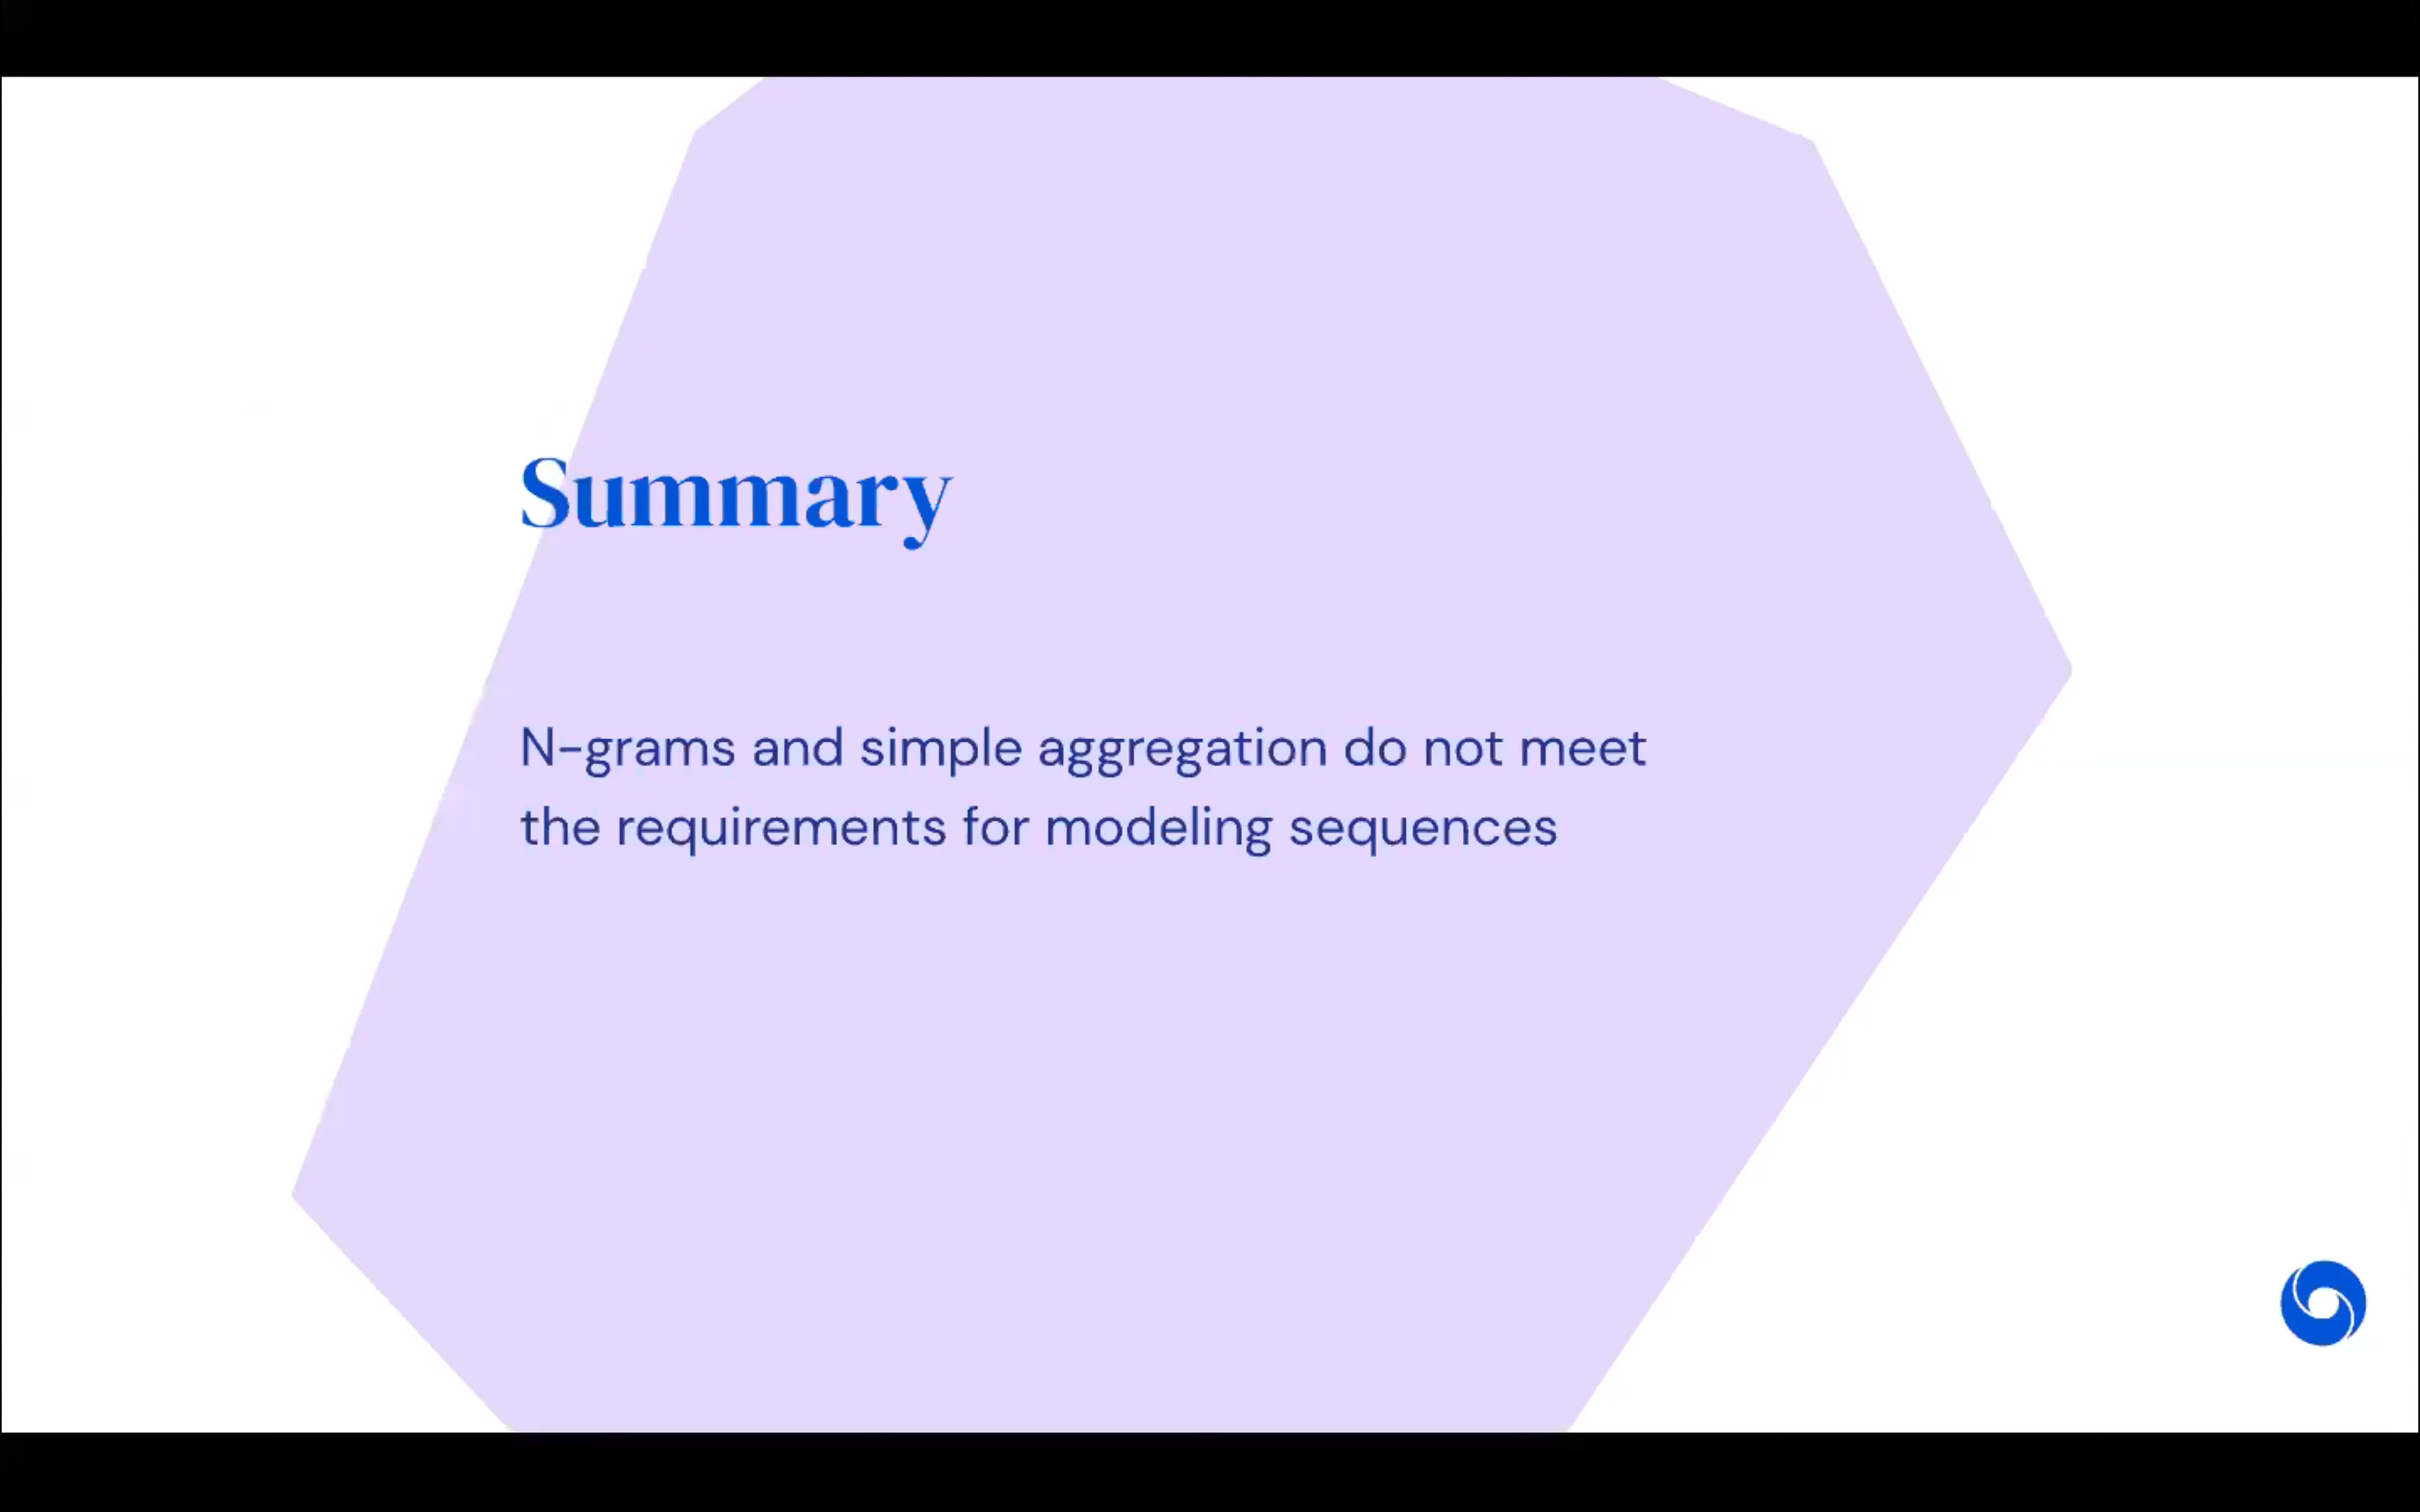 Summary
N-grams and simple aggregation do not meet
the requirements for modeling sequences